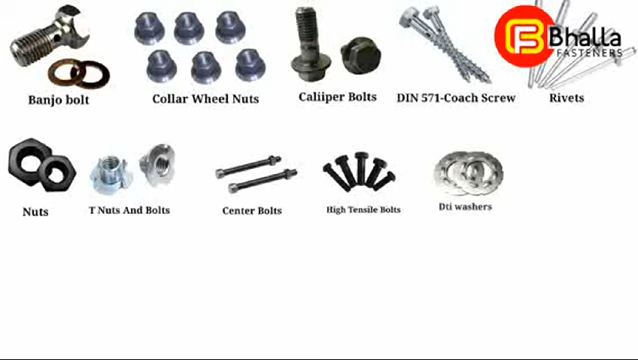 Bhalla
FASTENERS
Banjo bolt
Collar Wheel Nuts
Caliiper Bolts
DIN 571-Coach Screw
Rivets
Nuts
T Nuts And Bolts
Center Bolts
High Tensile Bolts
Dti washers